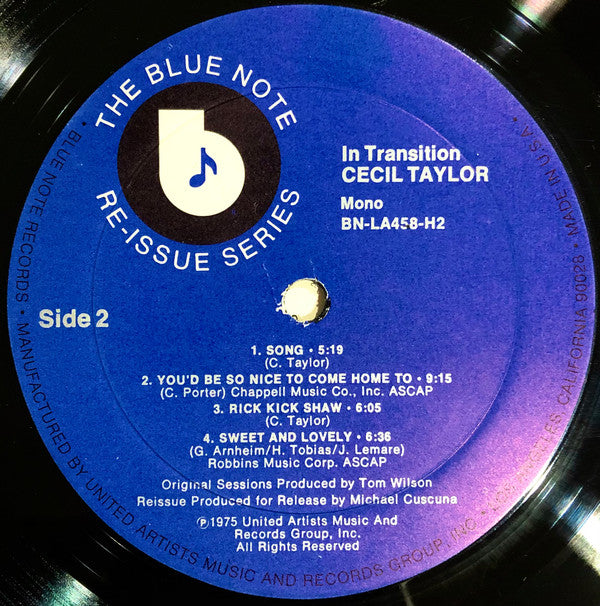 THE BLUE NOTE
RE-ISSUE SERIES
b
In Transition
CECIL TAYLOR
Mono
BN-LA458-H2
Side 2
1. SONG • 5:19
(C. Taylor)
2. YOU'D BE SO NICE TO COME HOME TO • 9:15
(C. Porter) Chappell Music Co., Inc. ASCAP
3. RICK KICK SHAW • 6:05
(C. Taylor)
4. SWEET AND LOVELY • 6:36
(G. Arnheim/H. Tobias/J. Lemare)
Robbins Music Corp. ASCAP
Original Sessions Produced by Tom Wilson
Reissue Produced for Release by Michael Cuscuna
℗1975 United Artists Music And
Records Group, Inc.
All Rights Reserved
• BLUE NOTE RECORDS • MANUFACTURED BY UNITED ARTISTS MUSIC AND RECORDS GROUP, INC. • LOS ANGELES, CALIFORNIA 90028 • MADE IN U.S.A. •